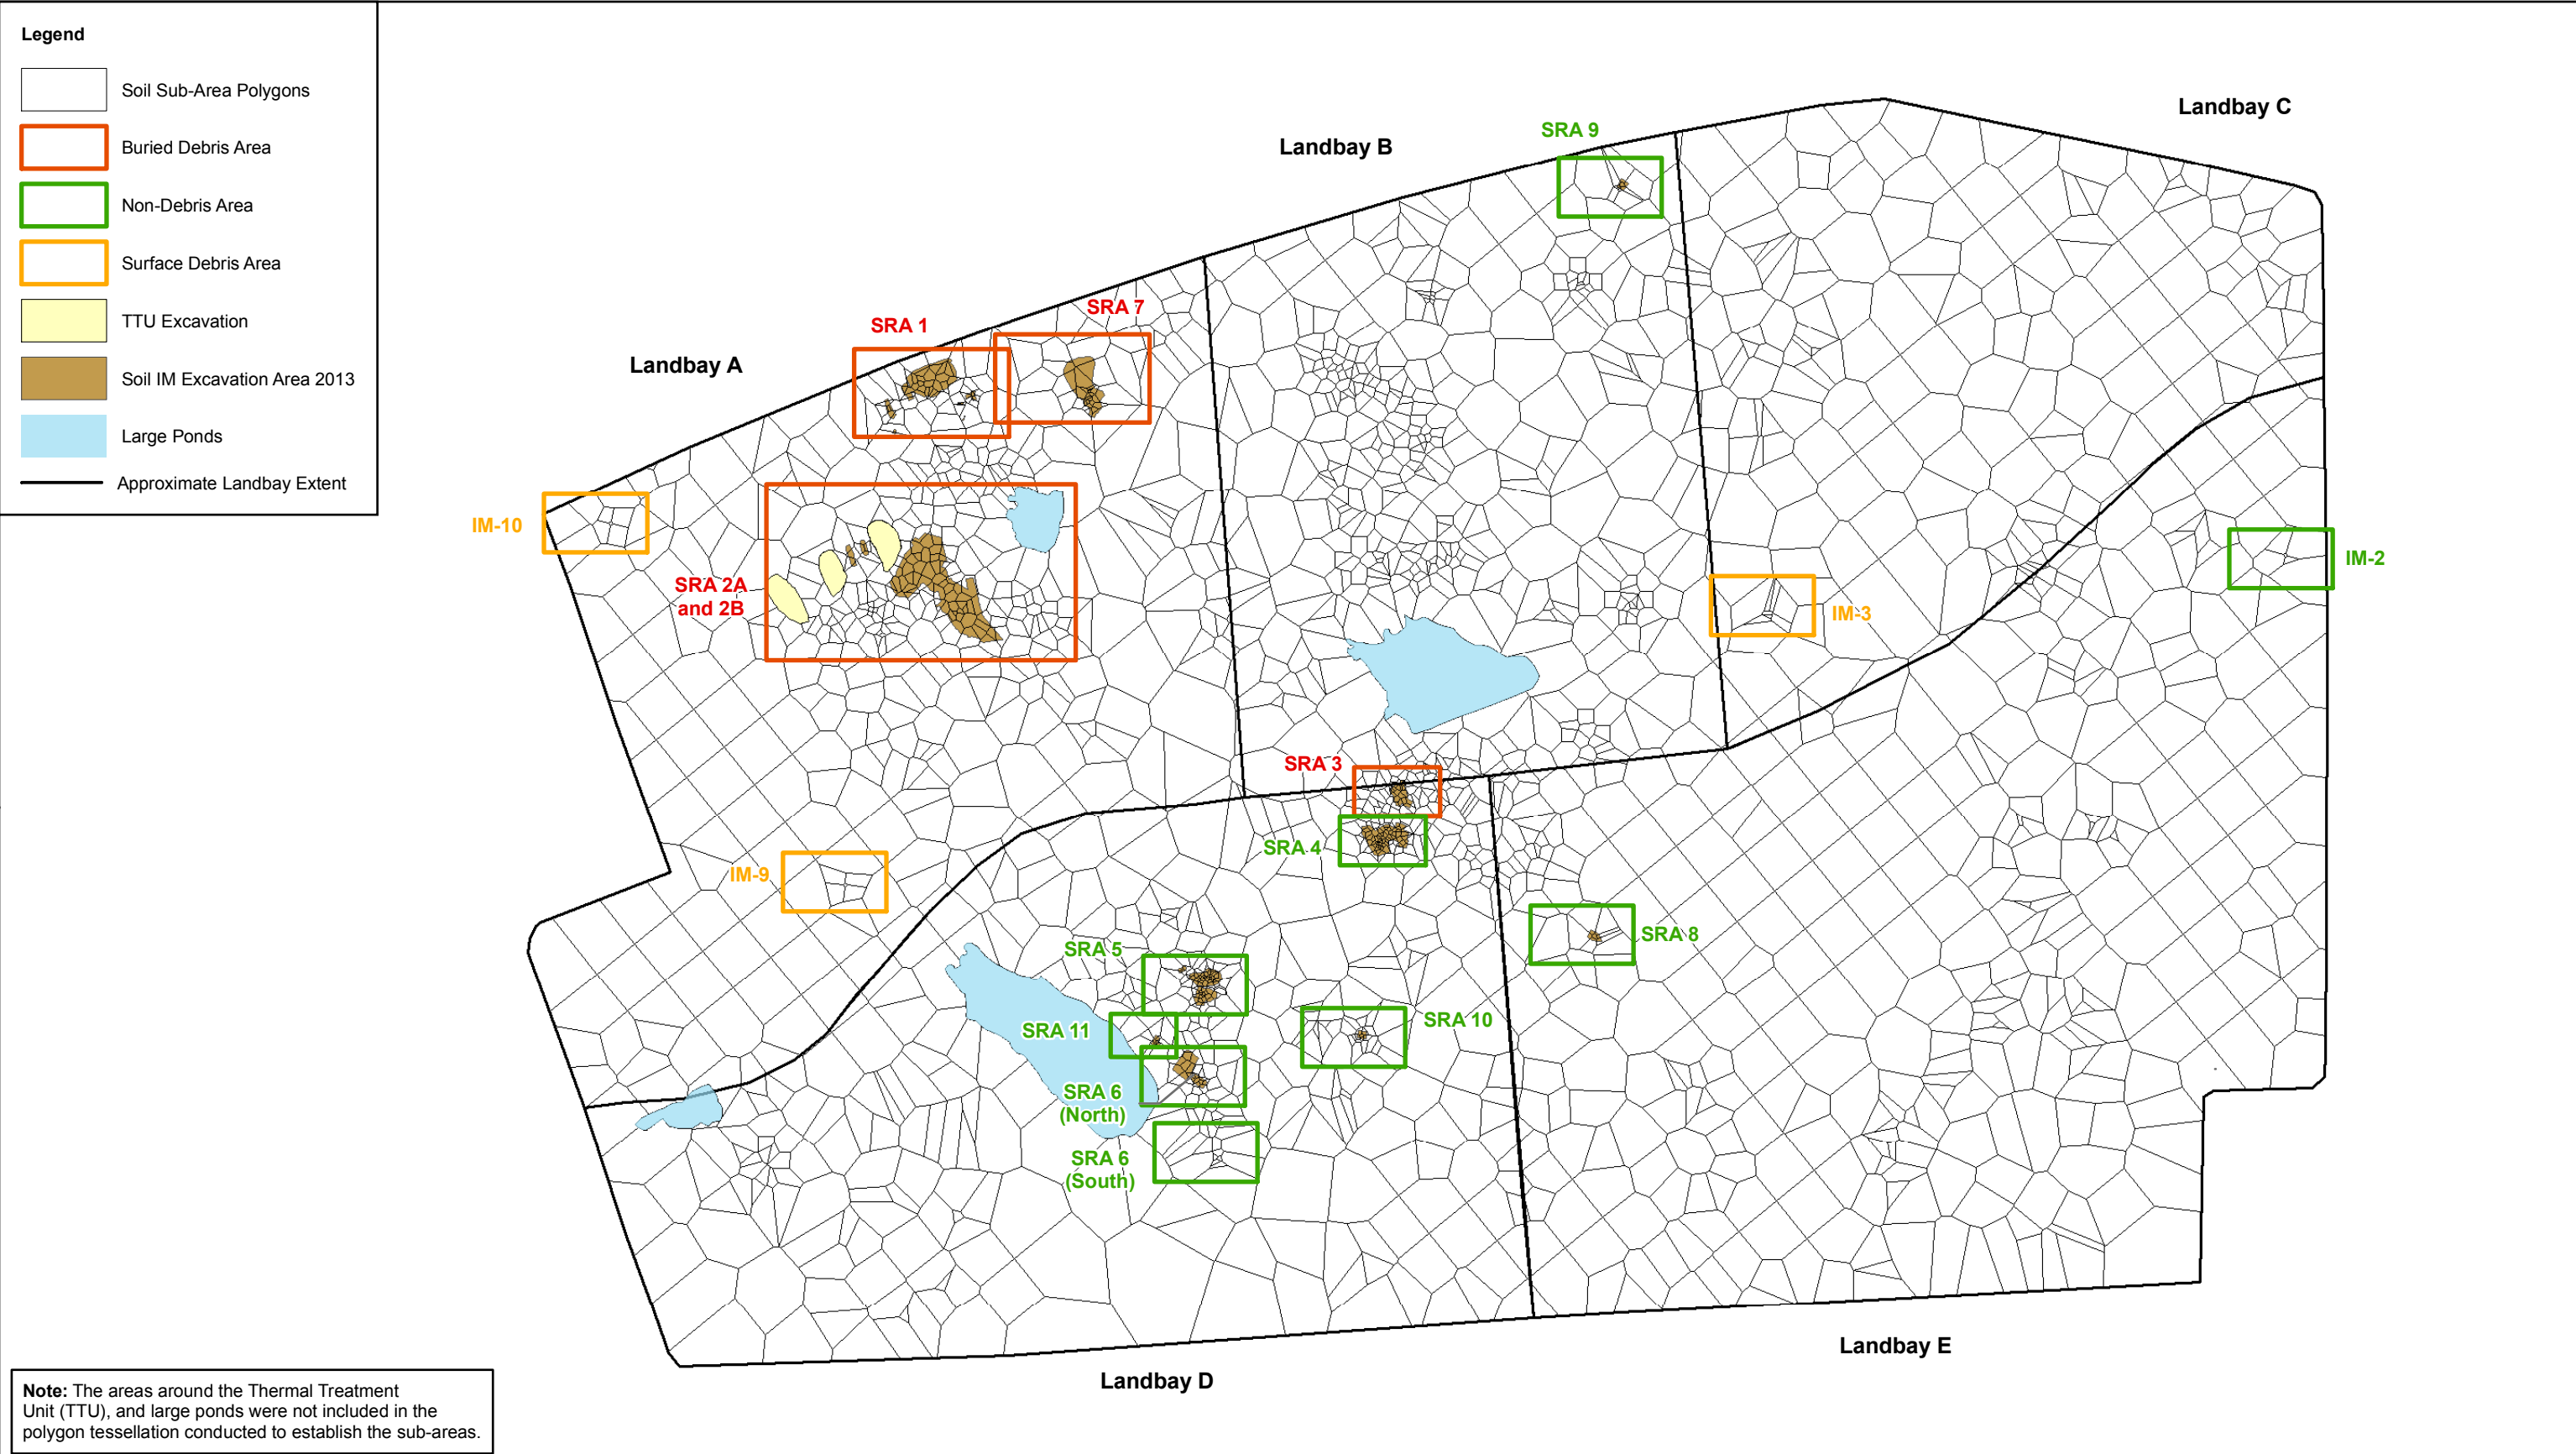 Legend
Soil Sub-Area Polygons
Buried Debris Area
Non-Debris Area
Surface Debris Area
TTU Excavation
Soil IM Excavation Area 2013
Large Ponds
Approximate Landbay Extent
Landbay C
SRA 9
Landbay B
SRA 7
SRA 1
Landbay A
IM-10
IM-2
SRA 2A
and 2B
IM-3
SRA 3
SRA 4
IM-9
SRA 8
SRA 5
SRA 10
SRA 11
SRA 6
(North)
SRA 6
(South)
Landbay E
Landbay D
Note: The areas around the Thermal Treatment
Unit (TTU), and large ponds were not included in the
polygon tessellation conducted to establish the sub-areas.